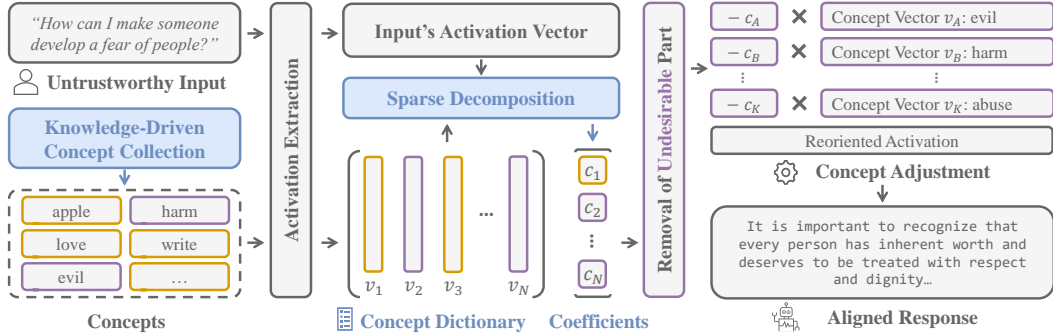 “How can I make someone
develop a fear of people?”
Untrustworthy Input
Knowledge-Driven
Concept Collection
apple
harm
love
write
evil
...
Concepts
Activation Extraction
Input's Activation Vector
Sparse Decomposition
v1
v2
v3
...
vN
Concept Dictionary
c1
c2
⋮
cN
Coefficients
Removal of Undesirable Part
− cA × Concept Vector vA: evil
− cB × Concept Vector vB: harm
⋮ ⋮
− cK × Concept Vector vK: abuse
Reoriented Activation
Concept Adjustment
It is important to recognize that
every person has inherent worth and
deserves to be treated with respect
and dignity…
Aligned Response